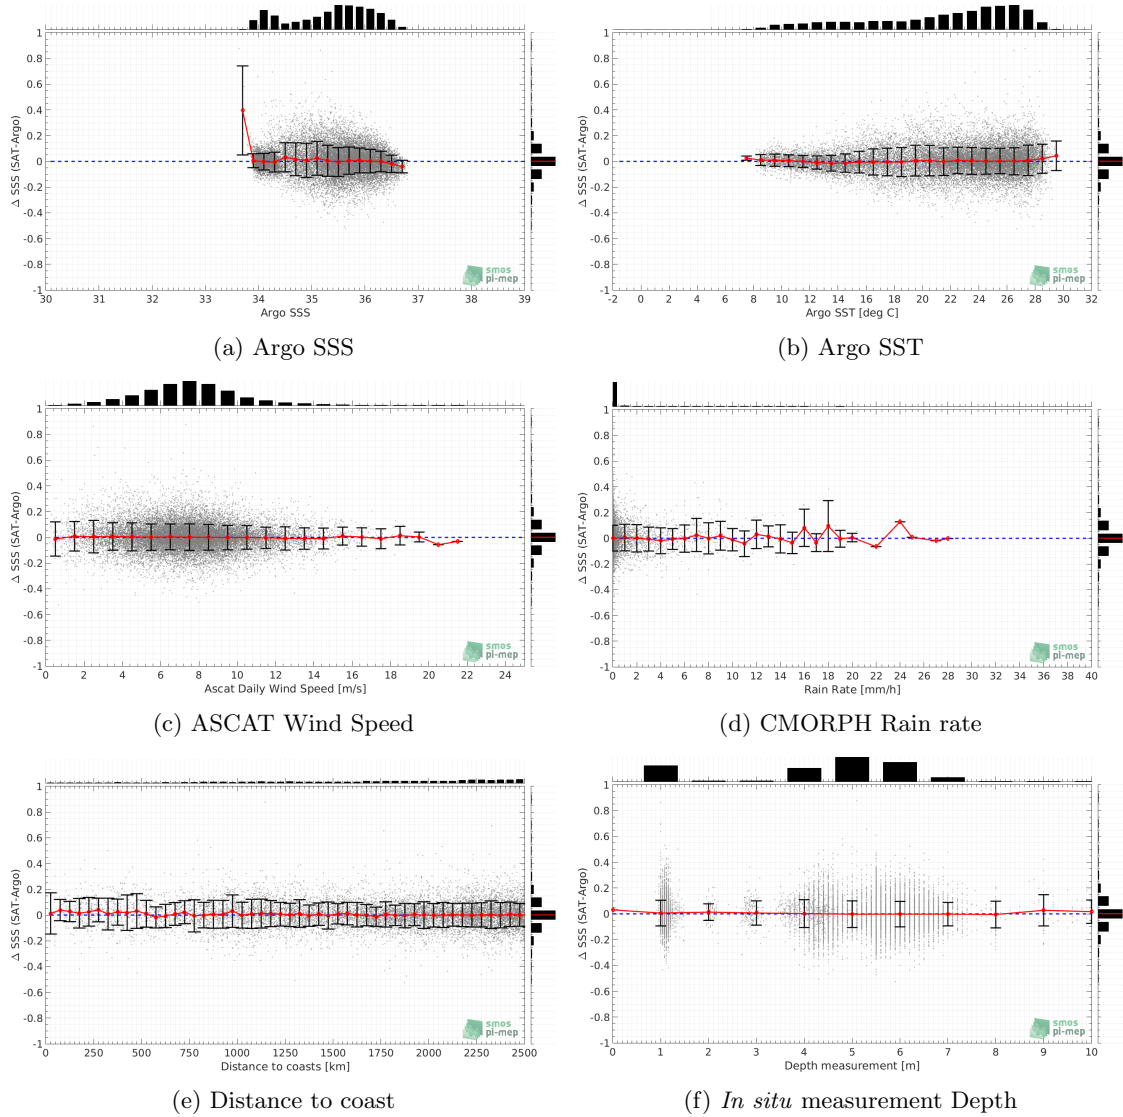 1
0.8
0.6
0.4
0.2
0
-0.2
-0.4
-0.6
-0.8
-1
Δ SSS (SAT-Argo)
smos
pi-mep
30 31 32 33 34 35 36 37 38 39
Argo SSS
(a) Argo SSS
1
0.8
0.6
0.4
0.2
0
-0.2
-0.4
-0.6
-0.8
-1
Δ SSS (SAT-Argo)
smos
pi-mep
-2 0 2 4 6 8 10 12 14 16 18 20 22 24 26 28 30 32
Argo SST [deg C]
(b) Argo SST
1
0.8
0.6
0.4
0.2
0
-0.2
-0.4
-0.6
-0.8
-1
Δ SSS (SAT-Argo)
smos
pi-mep
0 2 4 6 8 10 12 14 16 18 20 22 24
Ascat Daily Wind Speed [m/s]
(c) ASCAT Wind Speed
1
0.8
0.6
0.4
0.2
0
-0.2
-0.4
-0.6
-0.8
-1
Δ SSS (SAT-Argo)
smos
pi-mep
0 2 4 6 8 10 12 14 16 18 20 22 24 26 28 30 32 34 36 38 40
Rain Rate [mm/h]
(d) CMORPH Rain rate
1
0.8
0.6
0.4
0.2
0
-0.2
-0.4
-0.6
-0.8
-1
Δ SSS (SAT-Argo)
smos
pi-mep
0 250 500 750 1000 1250 1500 1750 2000 2250 2500
Distance to coasts [km]
(e) Distance to coast
1
0.8
0.6
0.4
0.2
0
-0.2
-0.4
-0.6
-0.8
-1
Δ SSS (SAT-Argo)
smos
pi-mep
0 1 2 3 4 5 6 7 8 9 10
Depth measurement [m]
(f) In situ measurement Depth